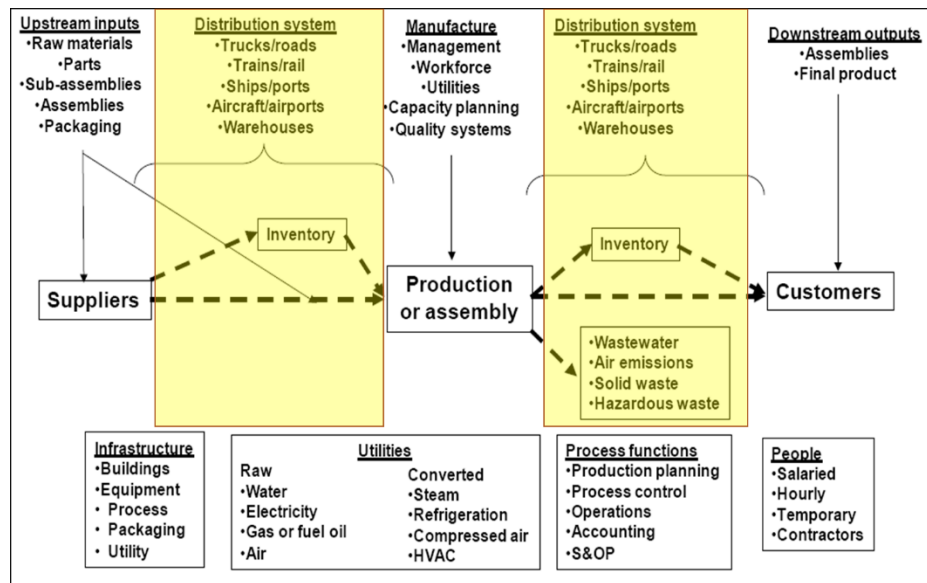 Upstream inputs
•Raw materials
•Parts
•Sub-assemblies
•Assemblies
•Packaging
Distribution system
•Trucks/roads
•Trains/rail
•Ships/ports
•Aircraft/airports
•Warehouses
Manufacture
•Management
•Workforce
•Utilities
•Capacity planning
•Quality systems
Distribution system
•Trucks/roads
•Trains/rail
•Ships/ports
•Aircraft/airports
•Warehouses
Downstream outputs
•Assemblies
•Final product
Suppliers
Inventory
Production
or assembly
Inventory
Customers
•Wastewater
•Air emissions
•Solid waste
•Hazardous waste
Infrastructure
•Buildings
•Equipment
•Process
•Packaging
•Utility
Utilities
Raw
•Water
•Electricity
•Gas or fuel oil
•Air
Converted
•Steam
•Refrigeration
•Compressed air
•HVAC
Process functions
•Production planning
•Process control
•Operations
•Accounting
•S&OP
People
•Salaried
•Hourly
•Temporary
•Contractors